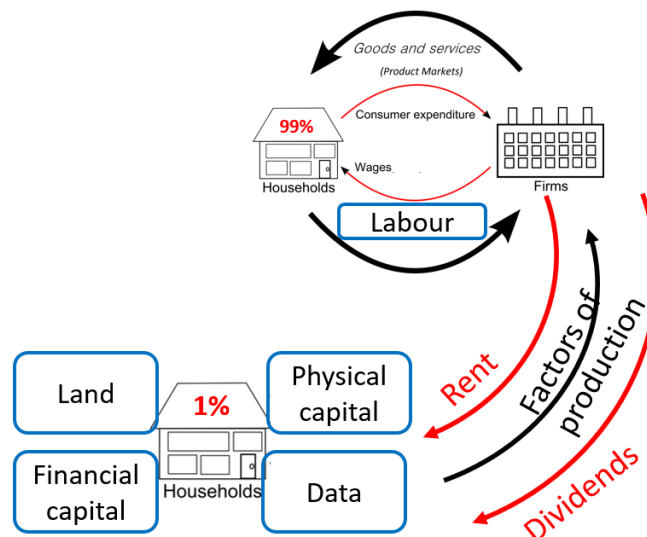 Goods and services
(Product Markets)
99%
Consumer expenditure
Wages
Households
Firms
Labour
Land
1%
Physical
capital
Financial
capital
Households
Data
Rent
Factors of
production
Dividends